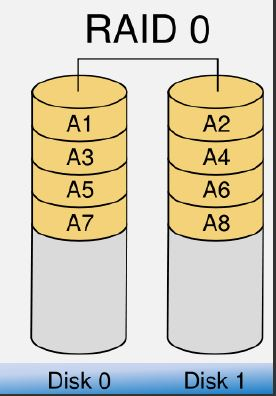 RAID 0
A1 A2
A3 A4
A5 A6
A7 A8
Disk 0 Disk 1